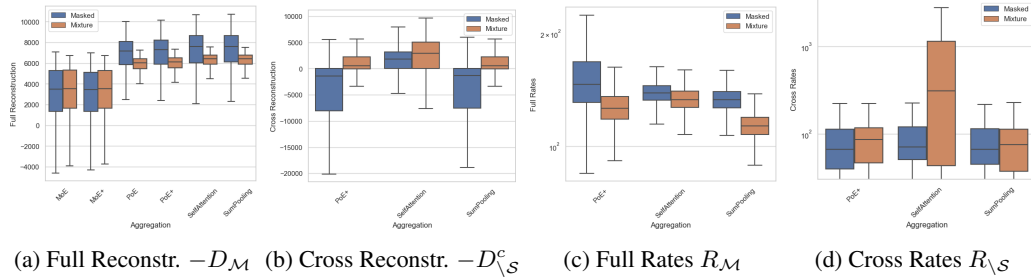 Masked
Mixture
Full Reconstruction
10000
8000
6000
4000
2000
0
−2000
−4000
MoE
MoE+
PoE
PoE+
SelfAttention
SumPooling
Aggregation
Masked
Mixture
Cross Reconstruction
10000
5000
0
−5000
−10000
−15000
−20000
PoE+
SelfAttention
SumPooling
Aggregation
Masked
Mixture
Full Rates
2 × 10²
10²
PoE+
SelfAttention
SumPooling
Aggregation
Masked
Mixture
Cross Rates
10³
10²
PoE+
SelfAttention
SumPooling
Aggregation
(a) Full Reconstr. −D_ℳ
(b) Cross Reconstr. −D^c_{\𝒮}
(c) Full Rates R_ℳ
(d) Cross Rates R_{\𝒮}